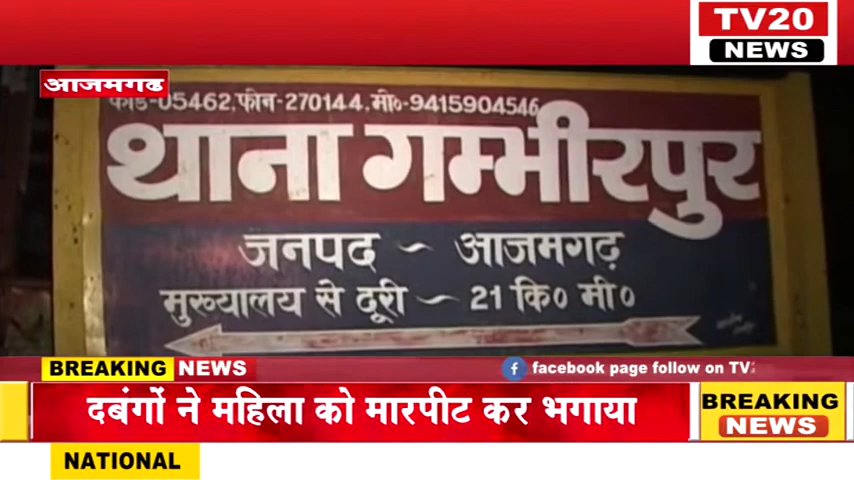 TV20
NEWS
आजमगढ
कोड-05462,फोन-270144,मो०-9415904546
थाना गम्भीरपुर
जनपद ~ आजमगढ़
मुख्यालय से दूरी ~ 21 कि० मी०
BREAKING NEWS
facebook page follow on TV
दबंगों ने महिला को मारपीट कर भगाया
BREAKING
NEWS
NATIONAL